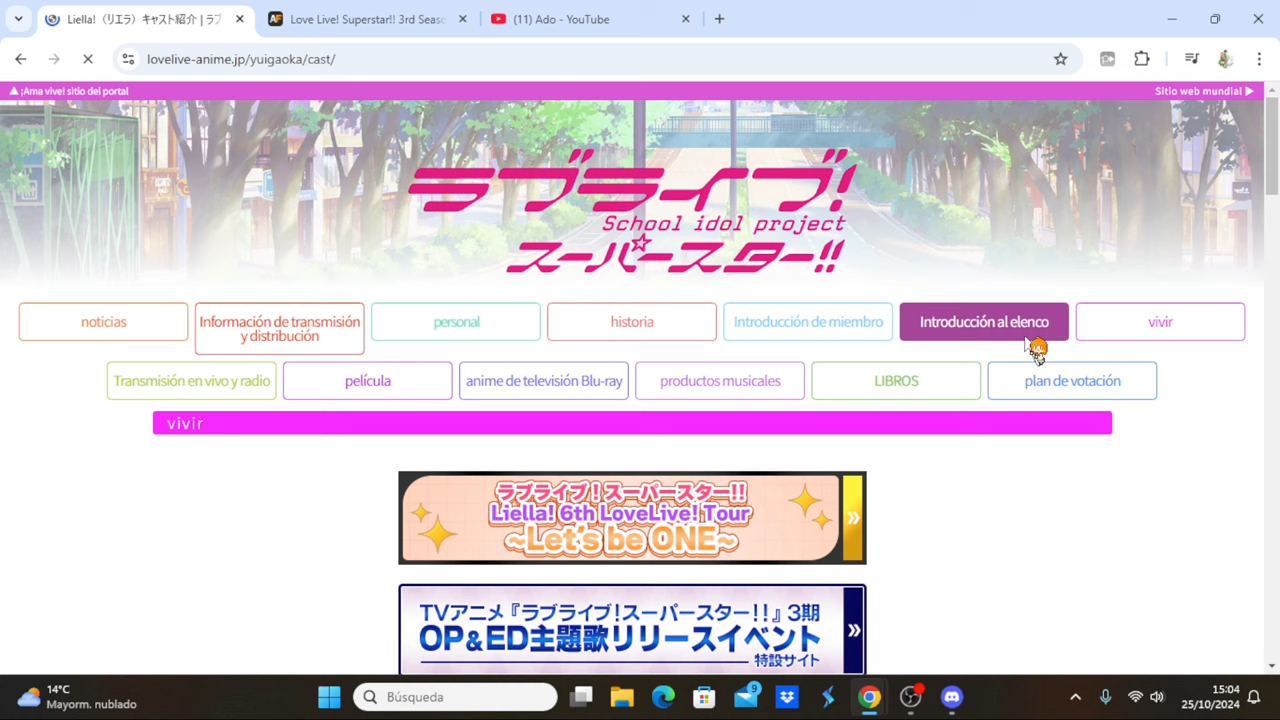 Liella!（リエラ）キャスト紹介 | ラブ
Love Live! Superstar!! 3rd Seaso
(11) Ado - YouTube
lovelive-anime.jp/yuigaoka/cast/
▲ ¡Ama vive! sitio del portal
Sitio web mundial ▶
ラブライブ!
School idol project
スーパースター!!
noticias
Información de transmisión
y distribución
personal
historia
Introducción de miembro
Introducción al elenco
vivir
Transmisión en vivo y radio
película
anime de televisión Blu-ray
productos musicales
LIBROS
plan de votación
vivir
ラブライブ！スーパースター!!
Liella! 6th LoveLive! Tour
~Let's be ONE~
TVアニメ『ラブライブ！スーパースター！！』3期
OP&ED主題歌リリースイベント
特設サイト
14°C
Mayorm. nublado
Búsqueda
9
15:04
25/10/2024